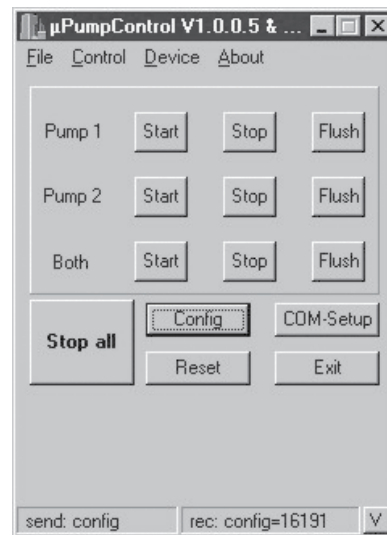 µPumpControl V1.0.0.5 & ...
File Control Device About
Pump 1 Start Stop Flush
Pump 2 Start Stop Flush
Both Start Stop Flush
Stop all
Config COM-Setup
Reset Exit
send: config rec: config=16191 V